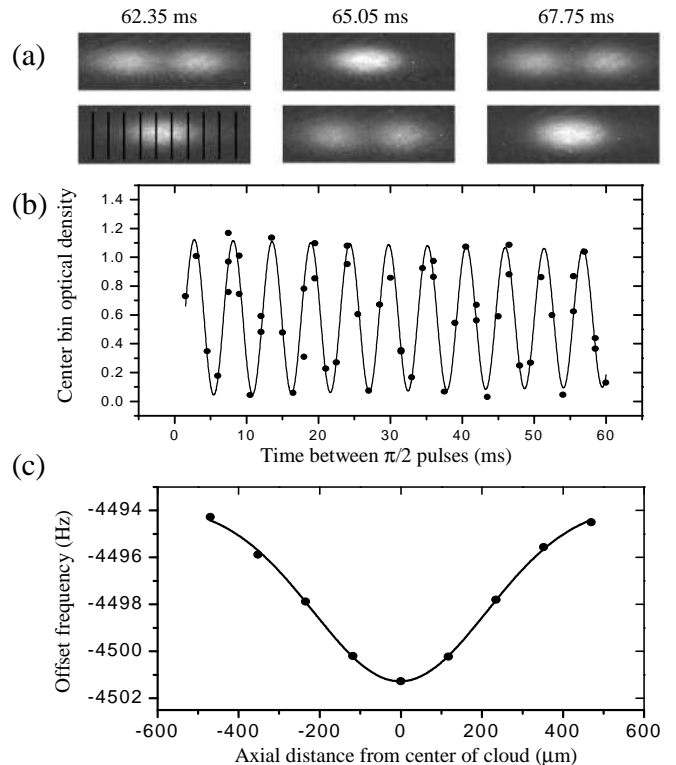 62.35 ms 65.05 ms 67.75 ms
(a)
(b)
Center bin optical density
1.4
1.2
1.0
0.8
0.6
0.4
0.2
0.0
0 10 20 30 40 50 60
Time between π/2 pulses (ms)
(c)
Offset frequency (Hz)
-4494
-4496
-4498
-4500
-4502
-600 -400 -200 0 200 400 600
Axial distance from center of cloud (μm)